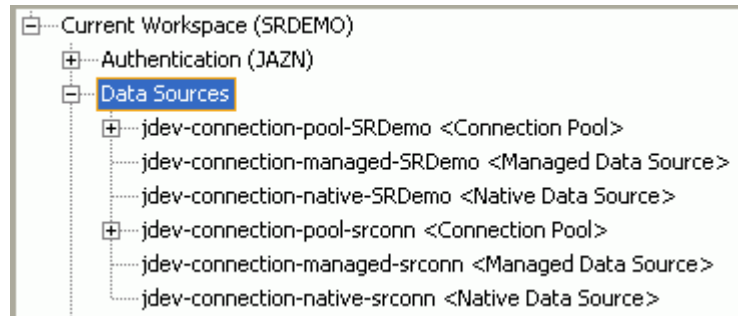 Current Workspace (SRDEMO)
Authentication (JAZN)
Data Sources
jdev-connection-pool-SRDemo <Connection Pool>
jdev-connection-managed-SRDemo <Managed Data Source>
jdev-connection-native-SRDemo <Native Data Source>
jdev-connection-pool-srconn <Connection Pool>
jdev-connection-managed-srconn <Managed Data Source>
jdev-connection-native-srconn <Native Data Source>